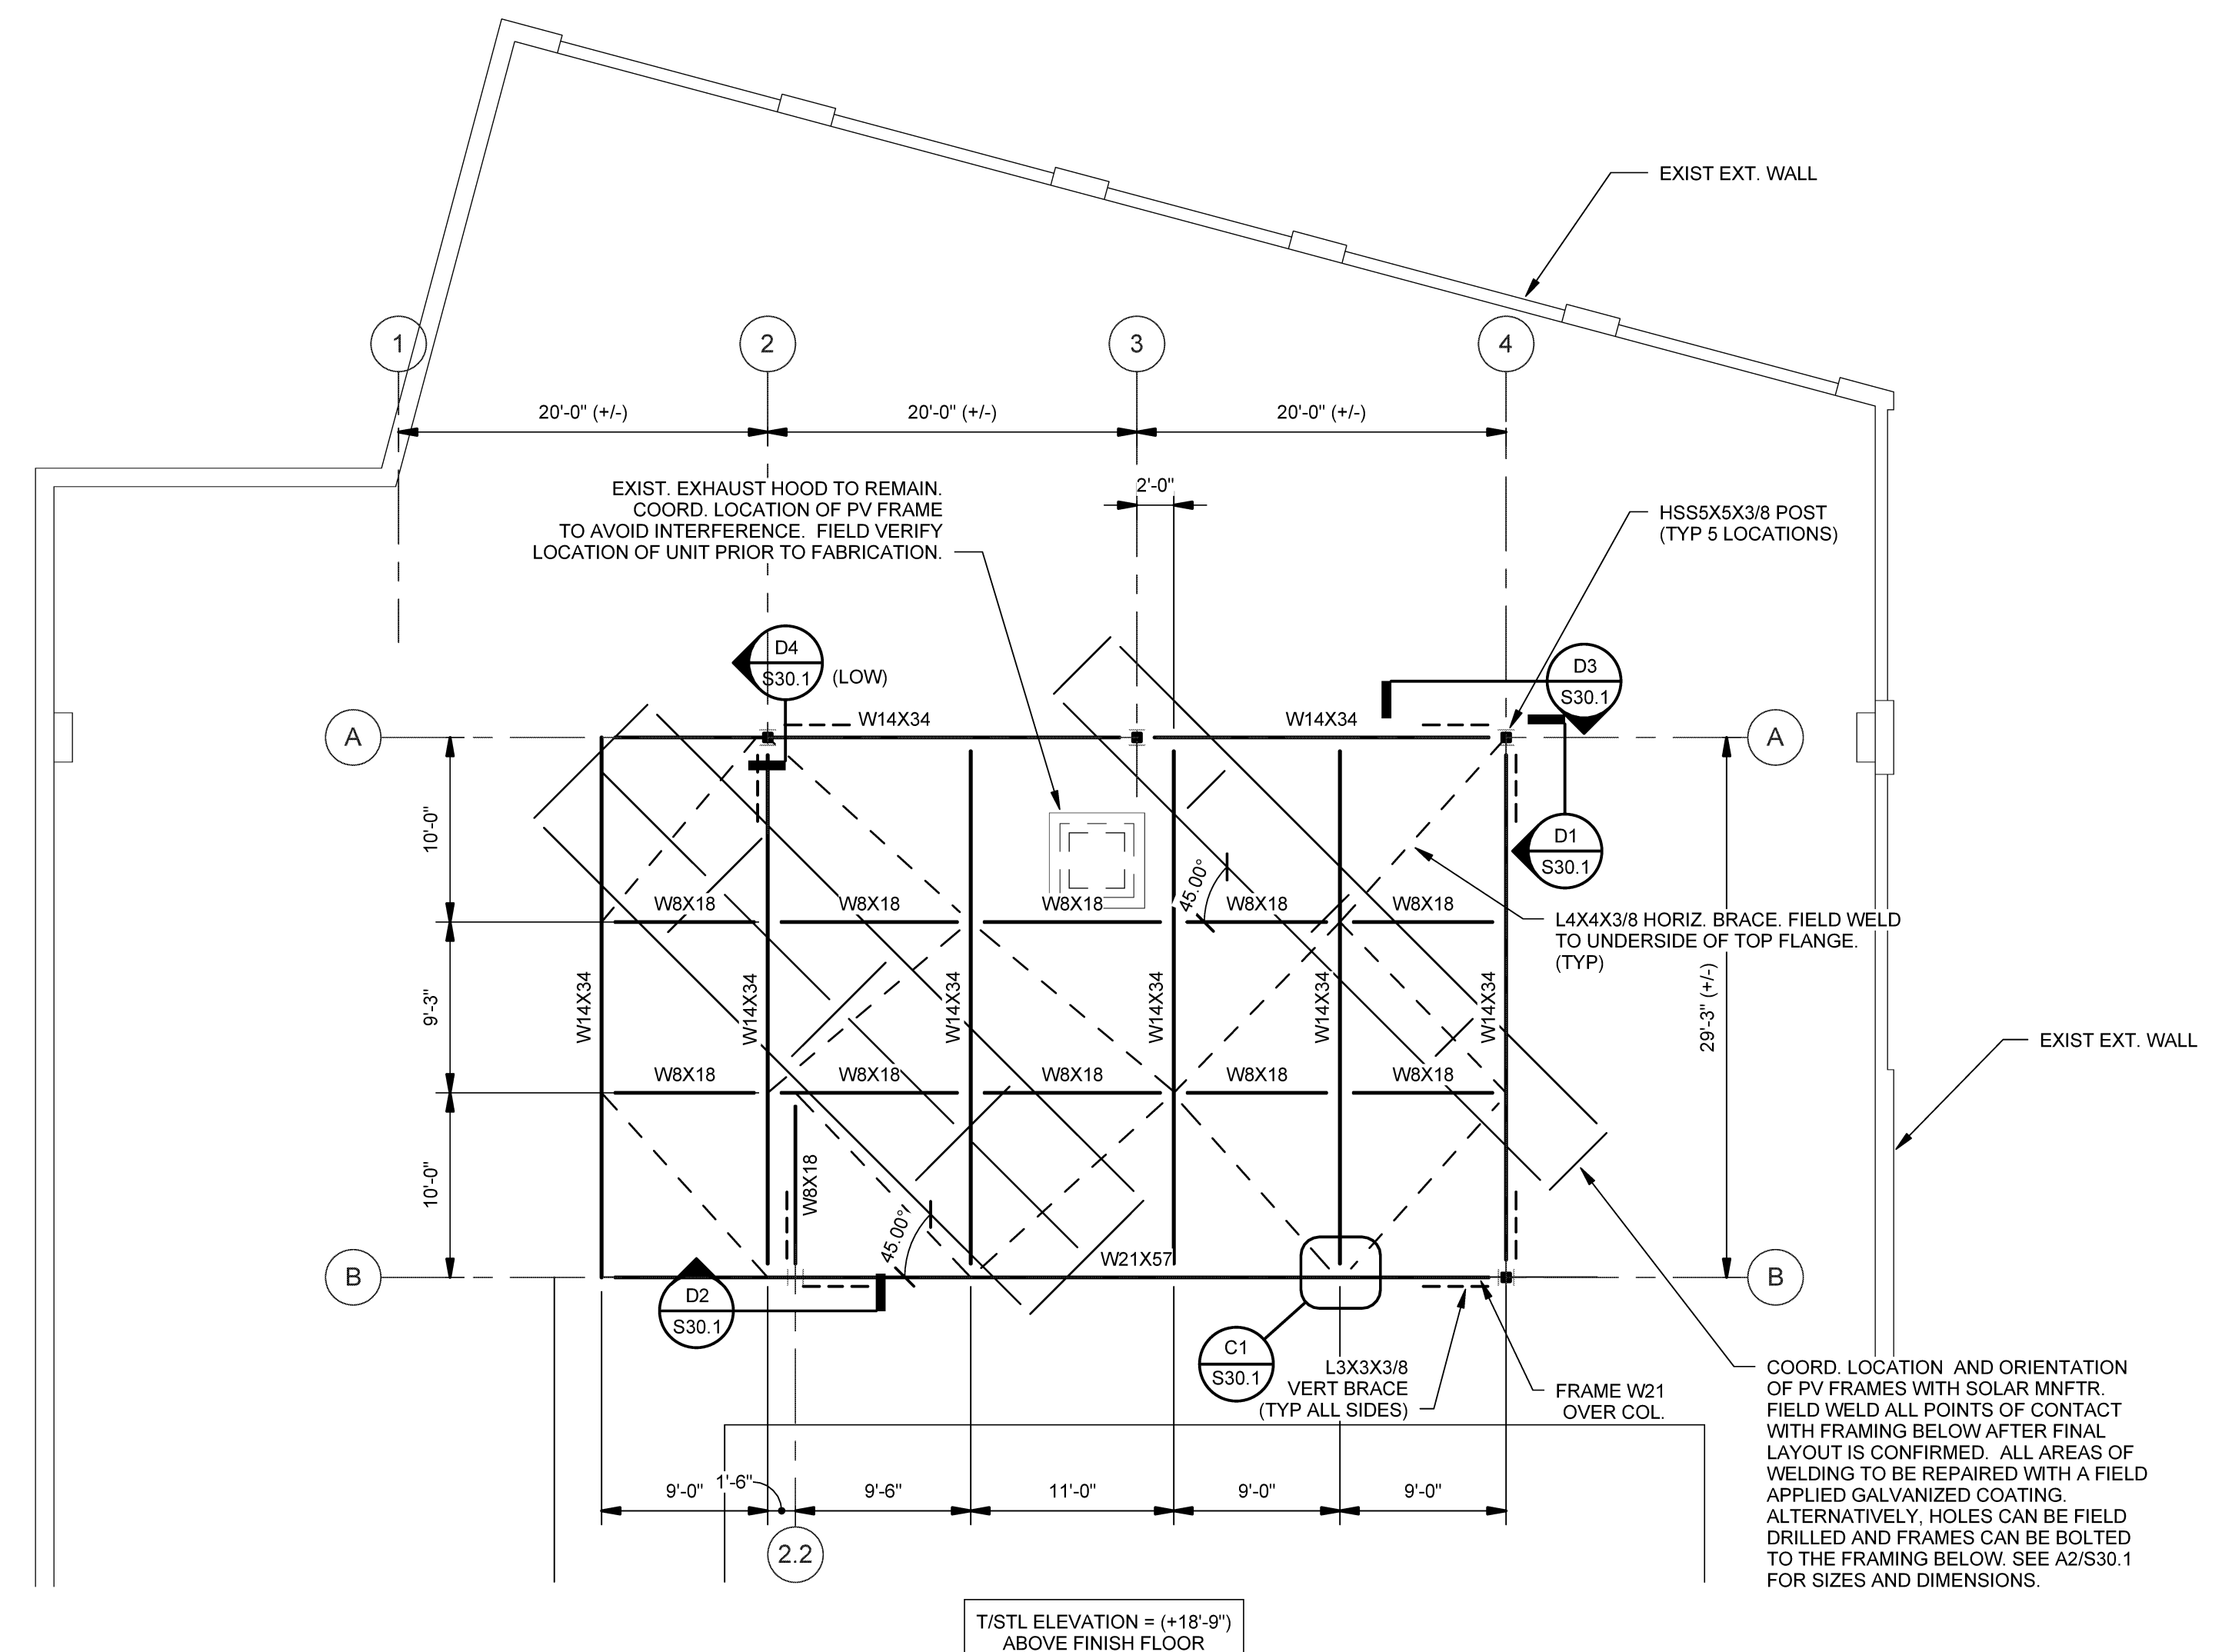 EXIST EXT. WALL
1
2
3
4
20'-0" (+/-)
20'-0" (+/-)
20'-0" (+/-)
EXIST. EXHAUST HOOD TO REMAIN.
COORD. LOCATION OF PV FRAME
TO AVOID INTERFERENCE. FIELD VERIFY
LOCATION OF UNIT PRIOR TO FABRICATION.
2'-0"
HSS5X5X3/8 POST
(TYP 5 LOCATIONS)
D4
S30.1
(LOW)
D3
S30.1
W14X34
W14X34
A
A
10'-0"
D1
S30.1
45.00°
W8X18
W8X18
W8X18
W8X18
W8X18
L4X4X3/8 HORIZ. BRACE. FIELD WELD
TO UNDERSIDE OF TOP FLANGE.
(TYP)
9'-3"
W14X34
W14X34
W14X34
W14X34
W14X34
W14X34
29'-3" (+/-)
EXIST EXT. WALL
W8X18
W8X18
W8X18
W8X18
W8X18
10'-0"
W8X18
45.00°
W21X57
B
B
D2
S30.1
C1
S30.1
L3X3X3/8
VERT BRACE
(TYP ALL SIDES)
FRAME W21
OVER COL.
COORD. LOCATION AND ORIENTATION
OF PV FRAMES WITH SOLAR MNFTR.
FIELD WELD ALL POINTS OF CONTACT
WITH FRAMING BELOW AFTER FINAL
LAYOUT IS CONFIRMED. ALL AREAS OF
WELDING TO BE REPAIRED WITH A FIELD
APPLIED GALVANIZED COATING.
ALTERNATIVELY, HOLES CAN BE FIELD
DRILLED AND FRAMES CAN BE BOLTED
TO THE FRAMING BELOW. SEE A2/S30.1
FOR SIZES AND DIMENSIONS.
9'-0"
1'-6"
9'-6"
11'-0"
9'-0"
9'-0"
2.2
T/STL ELEVATION = (+18'-9")
ABOVE FINISH FLOOR